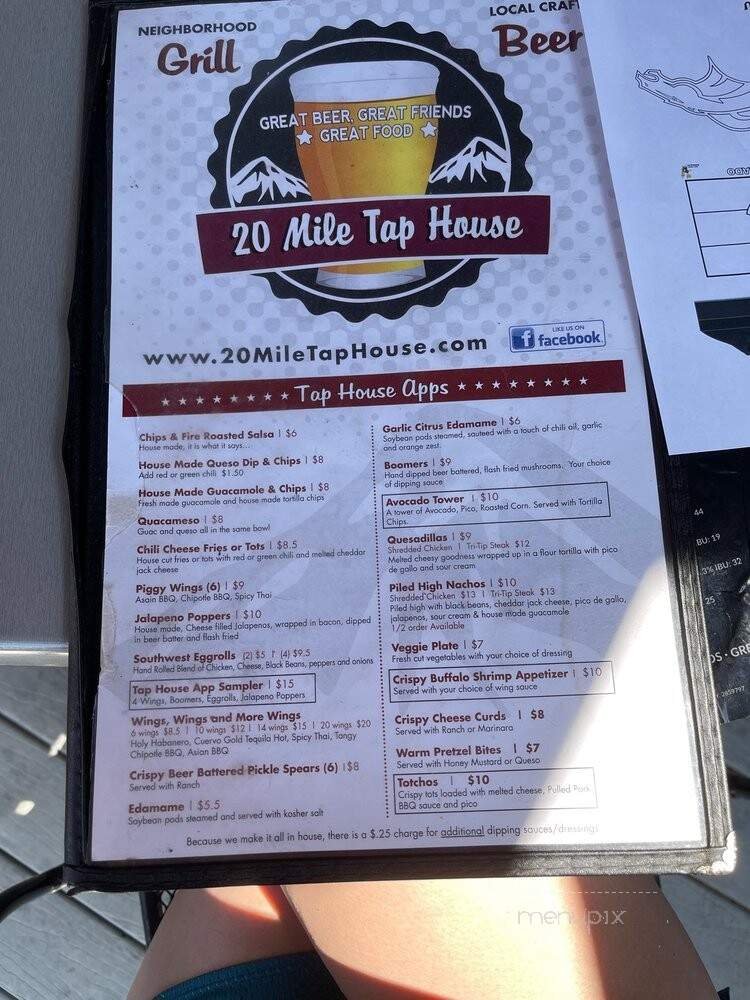 NEIGHBORHOOD
Grill
LOCAL CRAF
Beer
GREAT BEER, GREAT FRIENDS
GREAT FOOD
20 Mile Tap House
www.20MileTapHouse.com
LIKE US ON
facebook
Tap House Apps
Chips & Fire Roasted Salsa | $6
House made, it is what it says...
House Made Queso Dip & Chips | $8
Add red or green chili $1.50
House Made Guacamole & Chips | $8
Fresh made guacamole and house made tortilla chips
Quacameso | $8
Guac and queso all in the same bowl
Chili Cheese Fries or Tots | $8.5
House cut fries or tots with red or green chili and melted cheddar
jack cheese
Piggy Wings (6) | $9
Asain BBQ, Chipotle BBQ, Spicy Thai
Jalapeno Poppers | $10
House made, Cheese filled Jalapenos, wrapped in bacon, dipped
in beer batter and flash fried
Southwest Eggrolls (2) $5 | (4) $9.5
Hand Rolled Blend of Chicken, Cheese, Black Beans, peppers and onions
Tap House App Sampler | $15
4 Wings, Boomers, Eggrolls, Jalapeno Poppers
Wings, Wings and More Wings
6 wings $8.5 | 10 wings $12 | 14 wings $15 | 20 wings $20
Holy Habanero, Cuervo Gold Tequila Hot, Spicy Thai, Tangy
Chipotle BBQ, Asian BBQ
Crispy Beer Battered Pickle Spears (6) |$8
Served with Ranch
Edamame | $5.5
Soybean pods steamed and served with kosher salt
Garlic Citrus Edamame | $6
Soybean pods steamed, sauteed with a touch of chili oil, garlic
and orange zest.
Boomers | $9
Hand dipped beer battered, flash fried mushrooms. Your choice
of dipping sauce
Avocado Tower | $10
A tower of Avocado, Pico, Roasted Corn. Served with Tortilla
Chips.
Quesadillas | $9
Shredded Chicken | Tri-Tip Steak $12
Melted cheesy goodness wrapped up in a flour tortilla with pico
de gallo and sour cream
Piled High Nachos | $10
Shredded Chicken $13 | Tri-Tip Steak $13
Piled high with black beans, cheddar jack cheese, pico de gallo,
jalapenos, sour cream & house made guacamole
1/2 order Available
Veggie Plate | $7
Fresh cut vegetables with your choice of dressing
Crispy Buffalo Shrimp Appetizer | $10
Served with your choice of wing sauce
Crispy Cheese Curds | $8
Served with Ranch or Marinara
Warm Pretzel Bites | $7
Served with Honey Mustard or Queso
Totchos | $10
Crispy tots loaded with melted cheese, Pulled Pork
BBQ sauce and pico
Because we make it all in house, there is a $.25 charge for additional dipping sauces/dressings
44
BU: 19
IBU: 32
25
menupix